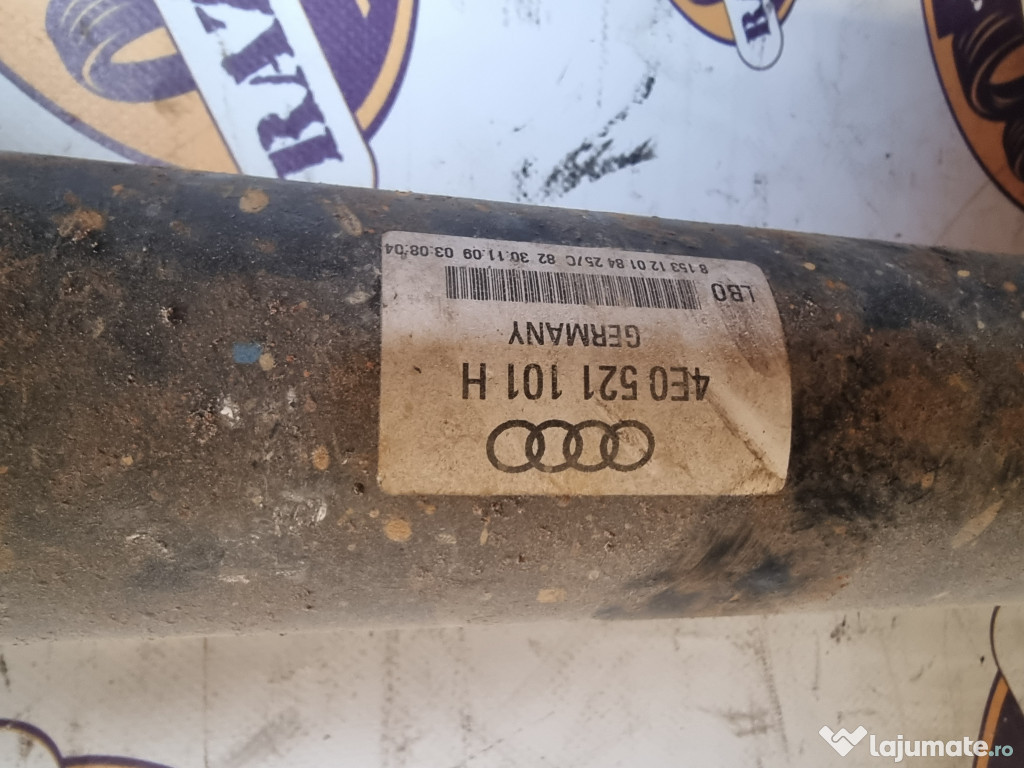 4E0 521 101 H
GERMANY
LBO
8 153 12 01 84 257/C 82 30.11.09 03:08:04
lajumate.ro